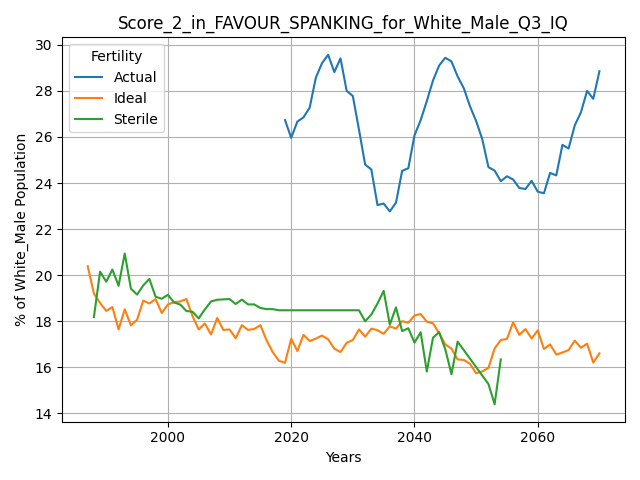 Score_2_in_FAVOUR_SPANKING_for_White_Male_Q3_IQ
Fertility
Actual
Ideal
Sterile
% of White_Male Population
30
28
26
24
22
20
18
16
14
2000
2020
2040
2060
Years